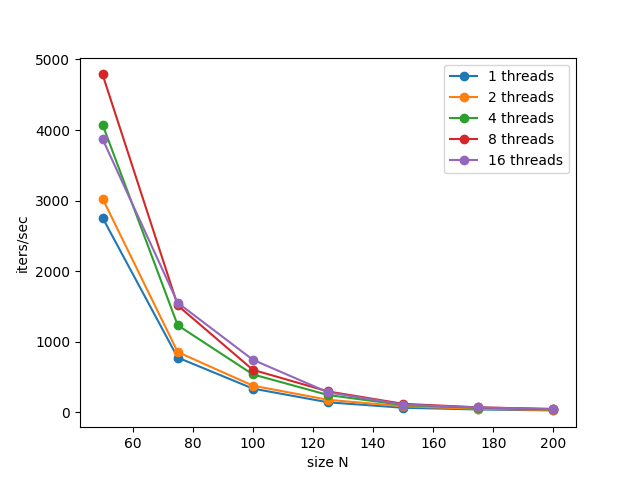 5000
4000
3000
2000
1000
0
iters/sec
60 80 100 120 140 160 180 200
size N
1 threads
2 threads
4 threads
8 threads
16 threads